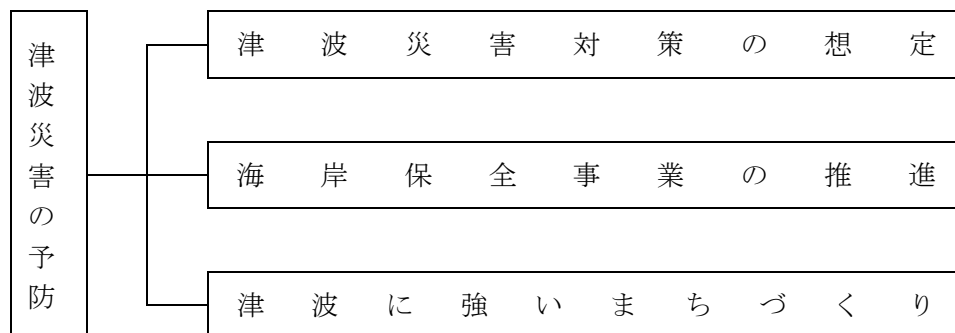 津波災害の予防
津波災害対策の想定
海岸保全事業の推進
津波に強いまちづくり